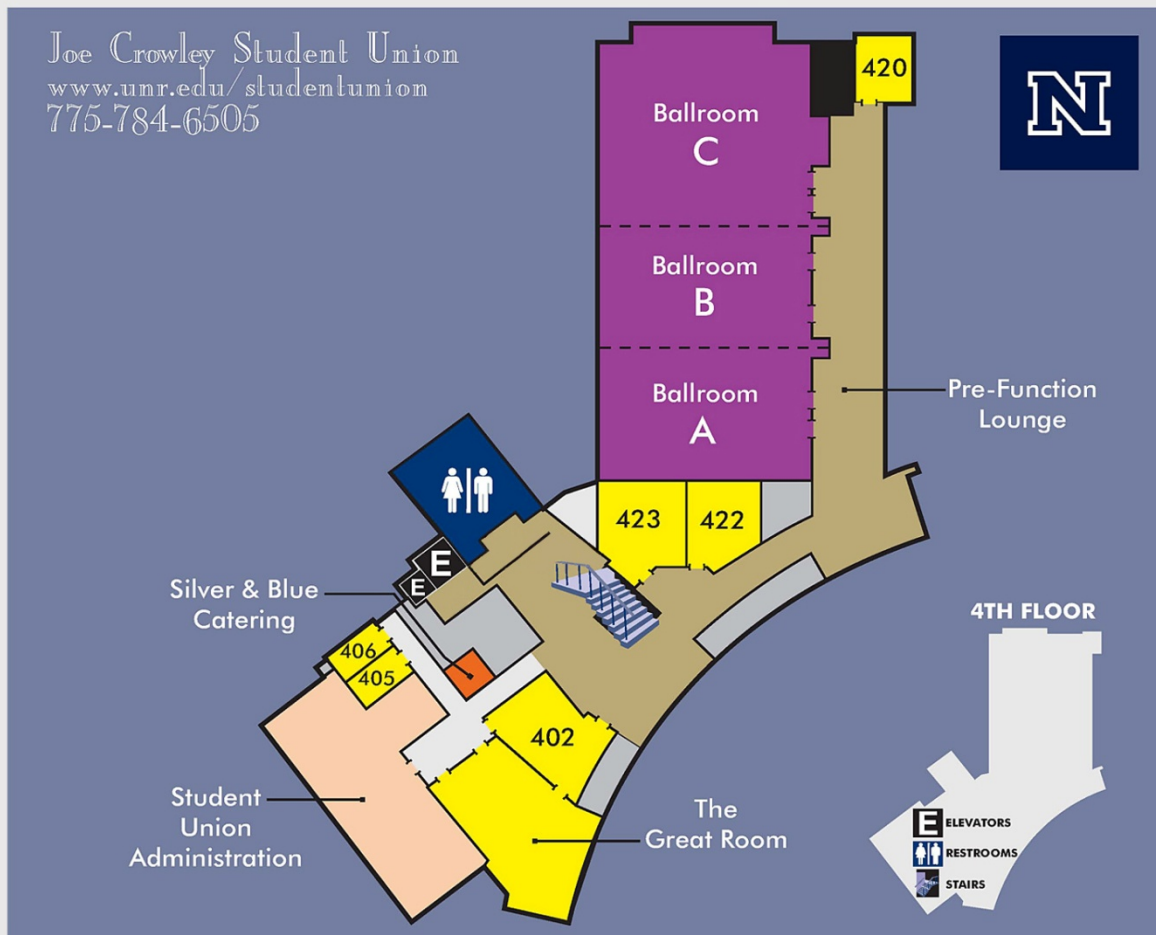 Joe Crowley Student Union
www.unr.edu/studentunion
775-784-6505
N
420
Ballroom
C
Ballroom
B
Ballroom
A
Pre-Function
Lounge
423
422
E
E
Silver & Blue
Catering
406
405
402
Student
Union
Administration
The
Great Room
4TH FLOOR
E ELEVATORS
RESTROOMS
STAIRS